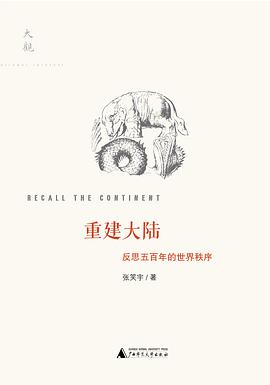 大觀
RECALL THE CONTINENT
重建大陆
反思五百年的世界秩序
张笑宇 / 著
广西师范大学出版社